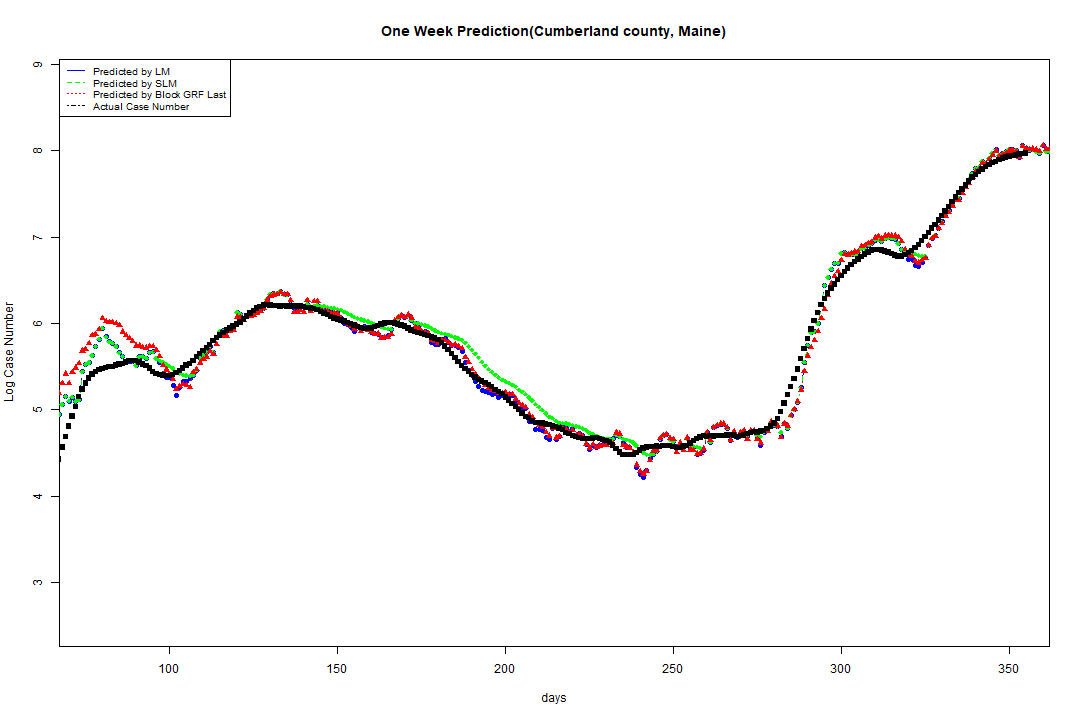 One Week Prediction(Cumberland county, Maine)
Predicted by LM
Predicted by SLM
Predicted by Block GRF Last
Actual Case Number
9
8
7
6
5
4
3
Log Case Number
100 150 200 250 300 350
days